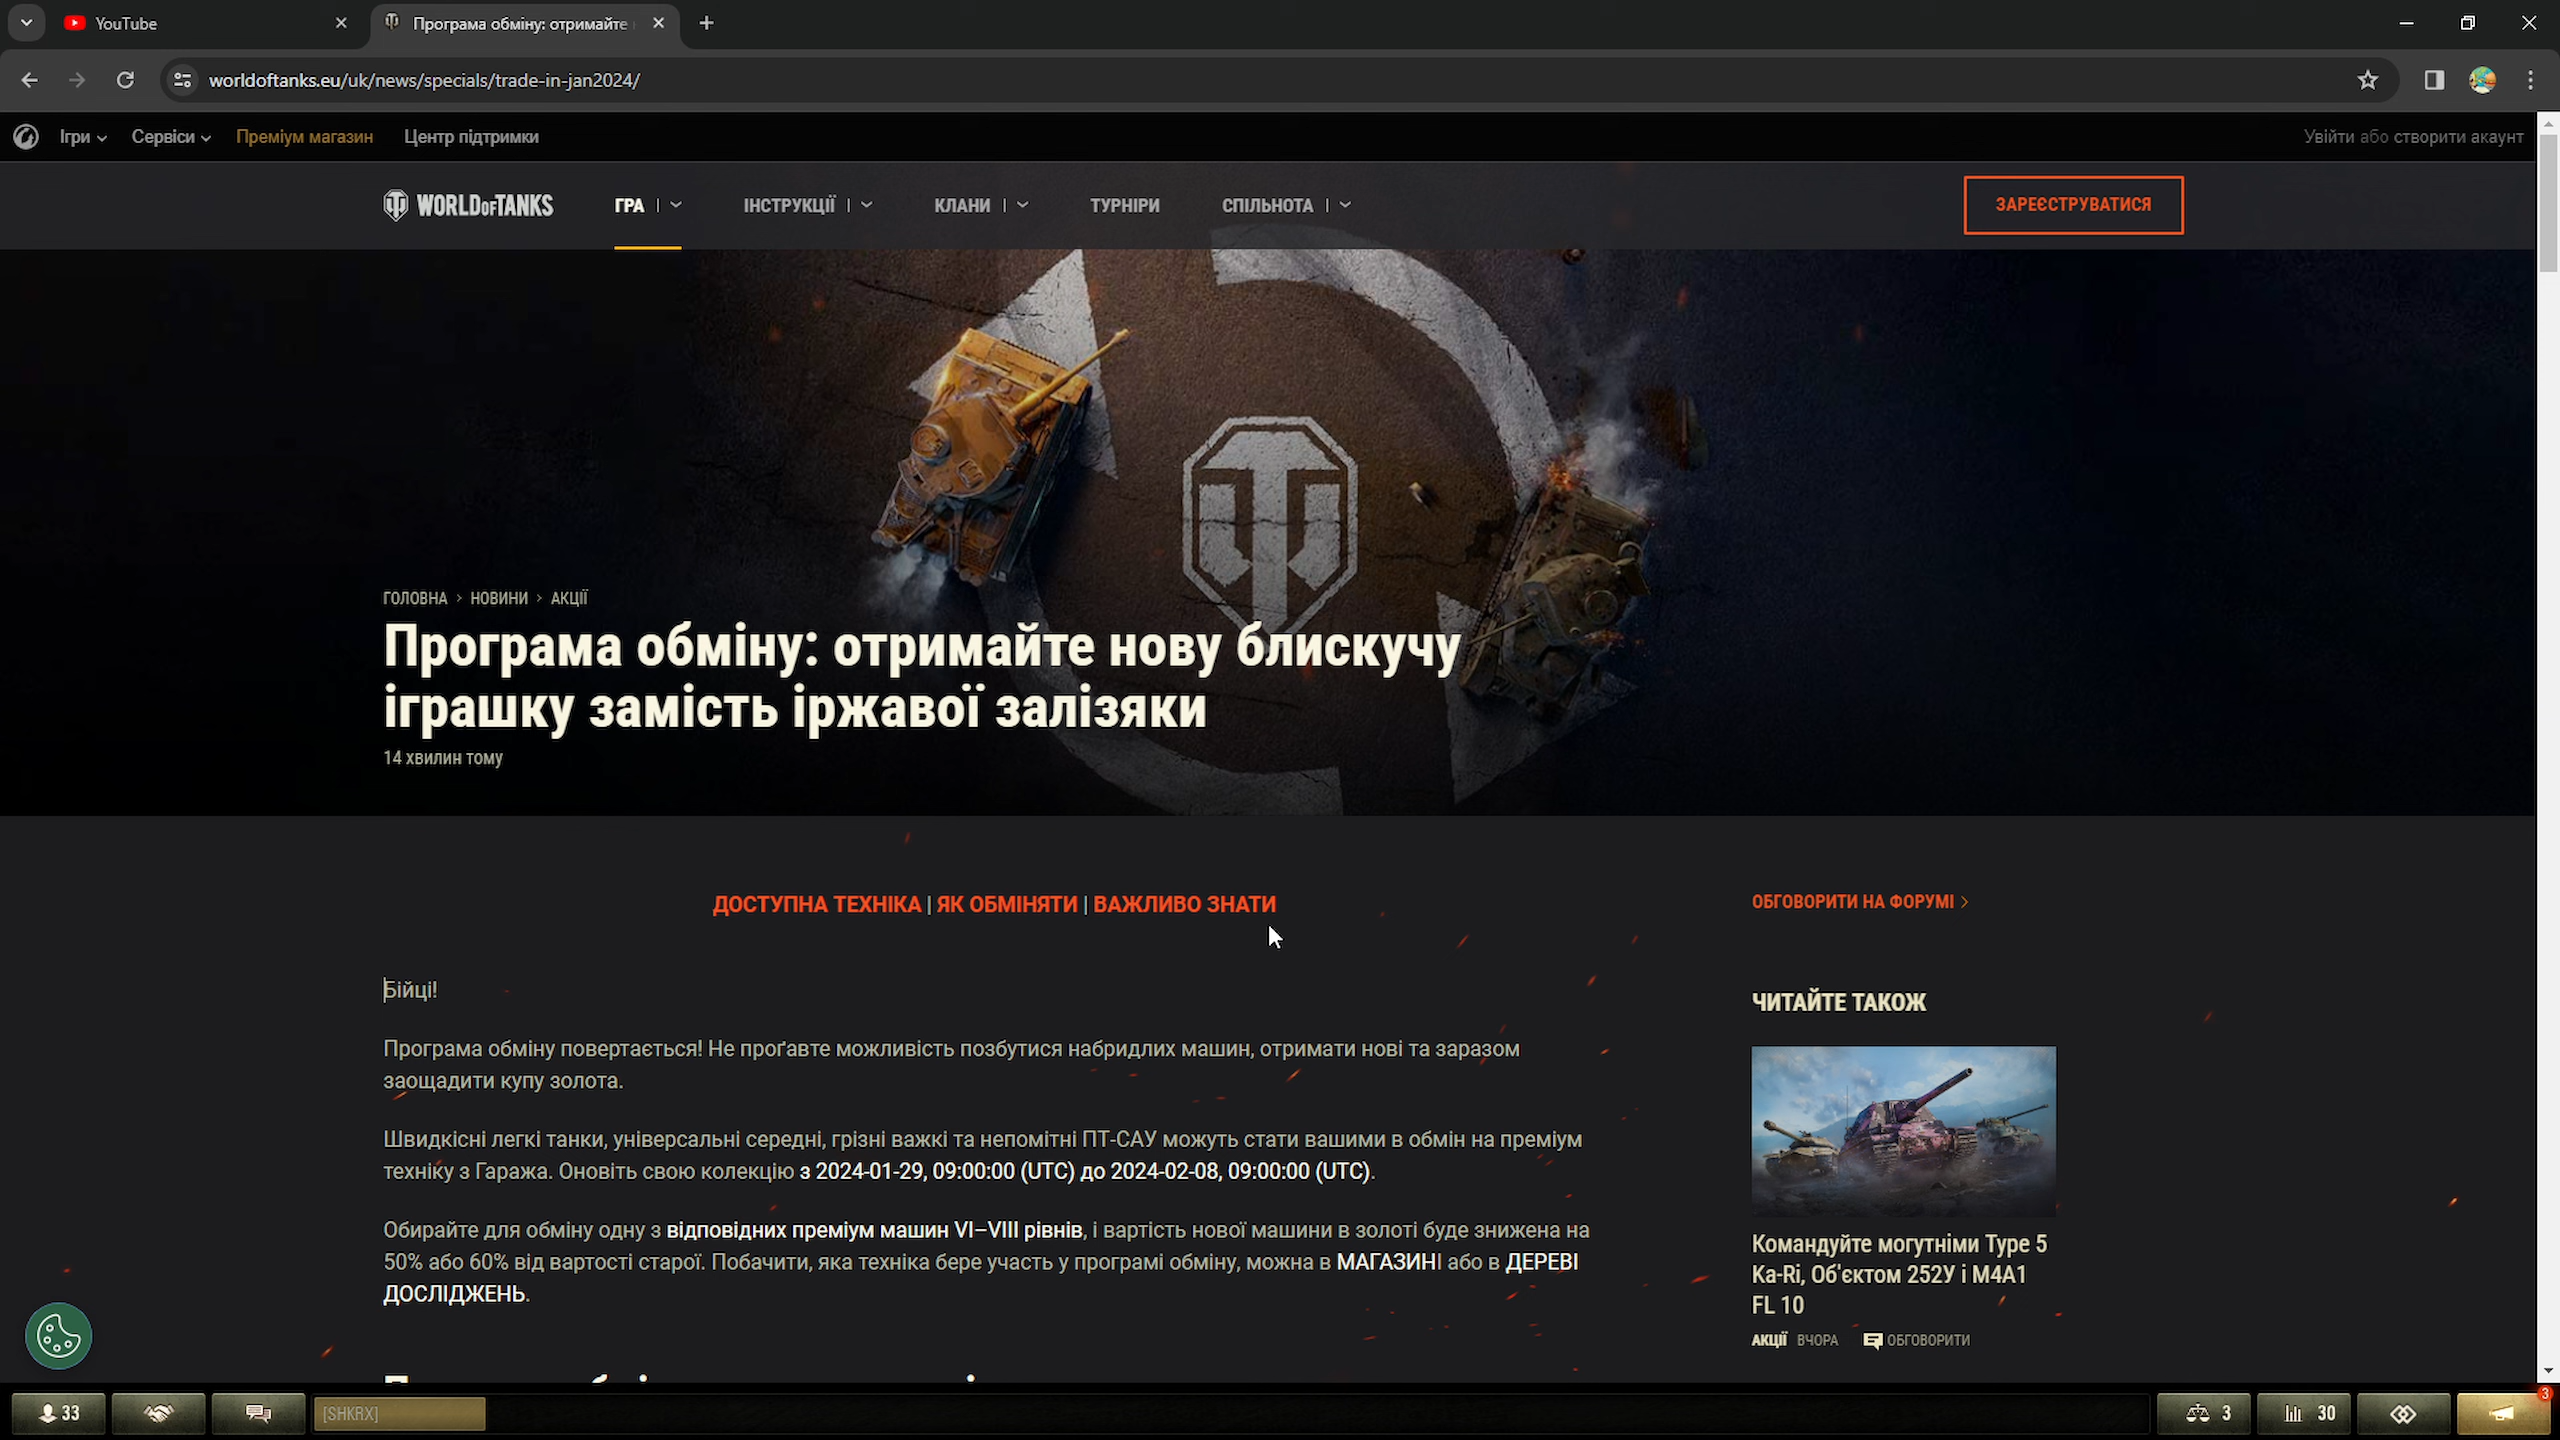 YouTube
Програма обміну: отримайте
worldoftanks.eu/uk/news/specials/trade-in-jan2024/
Ігри
Сервіси
Преміум магазин
Центр підтримки
Увійти або створити акаунт
WORLD OF TANKS
ГРА
ІНСТРУКЦІЇ
КЛАНИ
ТУРНІРИ
СПІЛЬНОТА
ЗАРЕЄСТРУВАТИСЯ
ГОЛОВНА > НОВИНИ > АКЦІЇ
Програма обміну: отримайте нову блискучу
іграшку замість іржавої залізяки
14 хвилин тому
ДОСТУПНА ТЕХНІКА | ЯК ОБМІНЯТИ | ВАЖЛИВО ЗНАТИ
Бійці!
Програма обміну повертається! Не проґавте можливість позбутися набридлих машин, отримати нові та заразом
заощадити купу золота.
Швидкісні легкі танки, універсальні середні, грізні важкі та непомітні ПТ-САУ можуть стати вашими в обмін на преміум
техніку з Гаража. Оновіть свою колекцію з 2024-01-29, 09:00:00 (UTC) до 2024-02-08, 09:00:00 (UTC).
Обирайте для обміну одну з відповідних преміум машин VI–VIII рівнів, і вартість нової машини в золоті буде знижена на
50% або 60% від вартості старої. Побачити, яка техніка бере участь у програмі обміну, можна в МАГАЗИНІ або в ДЕРЕВІ
ДОСЛІДЖЕНЬ.
ОБГОВОРИТИ НА ФОРУМІ >
ЧИТАЙТЕ ТАКОЖ
Командуйте могутніми Type 5
Ka-Ri, Об'єктом 252У і M4A1
FL 10
АКЦІЇ ВЧОРА ОБГОВОРИТИ
33
[SHKRX]
3
30
3